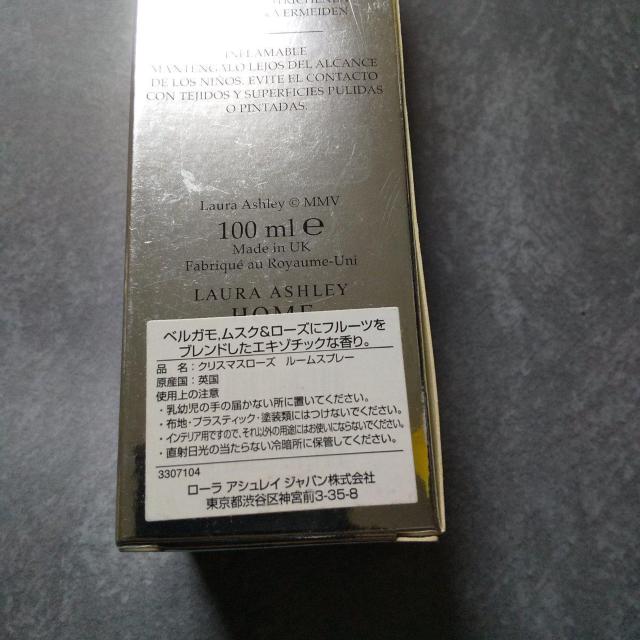 ERMEIDEN
INFLAMABLE
MANTENGALO LEJOS DEL ALCANCE
DE LOS NIÑOS. EVITE EL CONTACTO
CON TEJIDOS Y SUPERFICIES PULIDAS
O PINTADAS.
Laura Ashley © MMV
100 ml ℮
Made in UK
Fabriqué au Royaume-Uni
LAURA ASHLEY
HOME
ベルガモ,ムスク&ローズにフルーツを
ブレンドしたエキゾチックな香り。
品 名:クリスマスローズ ルームスプレー
原産国:英国
使用上の注意
・乳幼児の手の届かない所に置いてください。
・布地・プラスティック・塗装類にはつけないでください。
・インテリア用ですので、それ以外の用途にはお使いにならないでください。
・直射日光の当たらない冷暗所に保管してください。
3307104
ローラ アシュレイ ジャパン株式会社
東京都渋谷区神宮前3-35-8